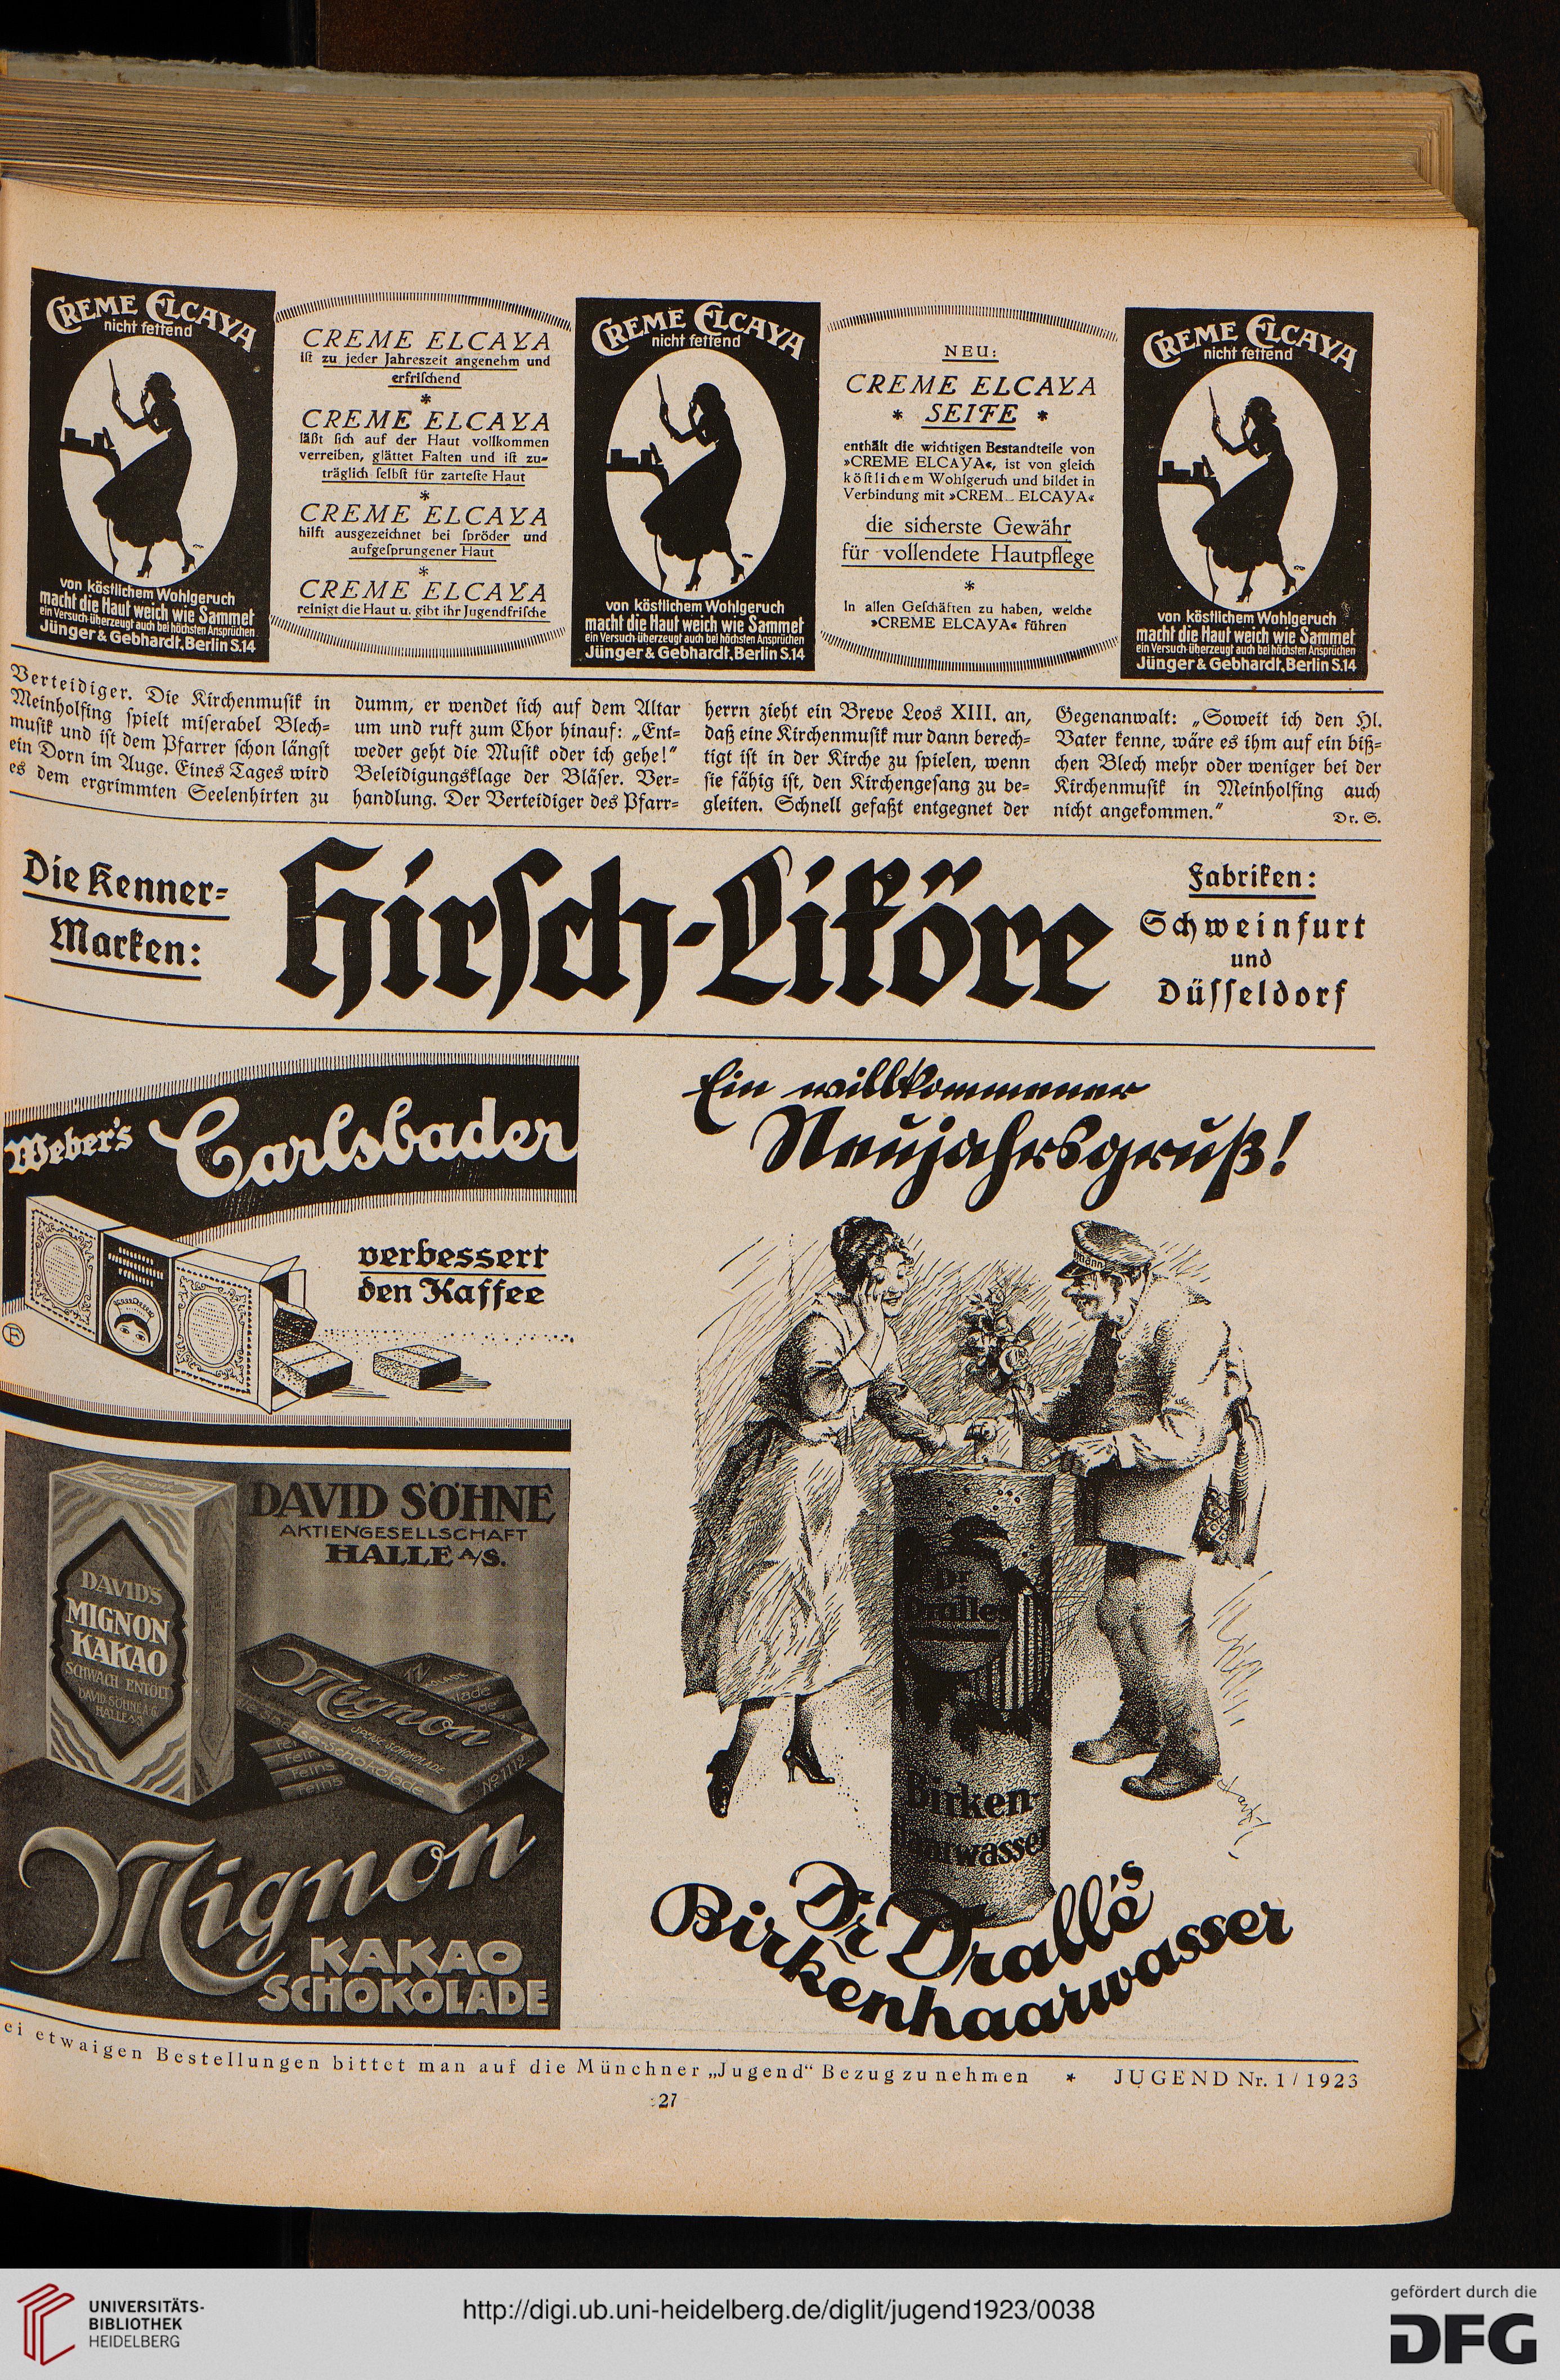 CREME ELCAYA
nicht fettend
von köstlichem Wohlgeruch
macht die Haut weich wie Sammet
ein Versuch überzeugt auch bei höchsten Ansprüchen
Jünger & Gebhardt, Berlin S.14
CREME ELCAYA
ist zu jeder Jahreszeit angenehm und
erfrischend
*
CREME ELCAYA
läßt sich auf der Haut vollkommen
verreiben, glättet Falten und ist zu-
träglich selbst für zarteste Haut
*
CREME ELCAYA
hilft ausgezeichnet bei spröder und
aufgesprungener Haut
*
CREME ELCAYA
reinigt die Haut u. gibt ihr Jugendfrische
CREME ELCAYA
nicht fettend
von köstlichem Wohlgeruch
macht die Haut weich wie Sammet
ein Versuch überzeugt auch bei höchsten Ansprüchen
Jünger & Gebhardt, Berlin S.14
NEU:
CREME ELCAYA
* SEIFE *
enthält die wichtigen Bestandteile von
»CREME ELCAYA«, ist von gleich
köstlichem Wohlgeruch und bildet in
Verbindung mit »CREM_ ELCAYA«
die sicherste Gewähr
für vollendete Hautpflege
*
In allen Geschäften zu haben, welche
»CREME ELCAYA« führen
CREME ELCAYA
nicht fettend
von köstlichem Wohlgeruch
macht die Haut weich wie Sammet
ein Versuch überzeugt auch bei höchsten Ansprüchen
Jünger & Gebhardt, Berlin S.14
Verteidiger. Die Kirchenmusik in
Meinholfing spielt miserabel Blech-
musik und ist dem Pfarrer schon längst
ein Dorn im Auge. Eines Tages wird
es dem ergrimmten Seelenhirten zu
dumm, er wendet sich auf dem Altar
um und ruft zum Chor hinauf: „Ent-
weder geht die Musik oder ich gehe!"
Beleidigungsklage der Bläser. Ver-
handlung. Der Verteidiger des Pfarr-
herrn zieht ein Breve Leos XIII. an,
daß eine Kirchenmusik nur dann berech-
tigt ist in der Kirche zu spielen, wenn
sie fähig ist, den Kirchengesang zu be-
gleiten. Schnell gefaßt entgegnet der
Gegenanwalt: „Soweit ich den Hl.
Vater kenne, wäre es ihm auf ein biß-
chen Blech mehr oder weniger bei der
Kirchenmusik in Meinholfing auch
nicht angekommen."
Dr. S.
Die Kenner-
Marken:
Hirsch-Liköre
Fabriken:
Schweinfurt
und
Düsseldorf
Weber's Carlsbader
verbessert
den Kaffee
F
DAVID SÖHNE
AKTIENGESELLSCHAFT
HALLE A/S.
DAVID'S
MIGNON
KAKAO
SCHWACH ENTÖLT
DAVID SÖHNE A.G.
HALLE A/S
Mignon
SCHOKOLADE
No 1112
feins
feins
Mignon
KAKAO
SCHOKOLADE
Ein willkommener
Neujahrsgruß!
Dr
Dralle
Birken-
haarwasser
Dr Dralle's
Birkenhaarwasser
ei etwaigen Bestellungen bittet man auf die Münchner „Jugend" Bezug zu nehmen * JUGEND Nr. 1 / 1923
27
UNIVERSITÄTS-
BIBLIOTHEK
HEIDELBERG
http://digi.ub.uni-heidelberg.de/diglit/jugend1923/0038
gefördert durch die
DFG